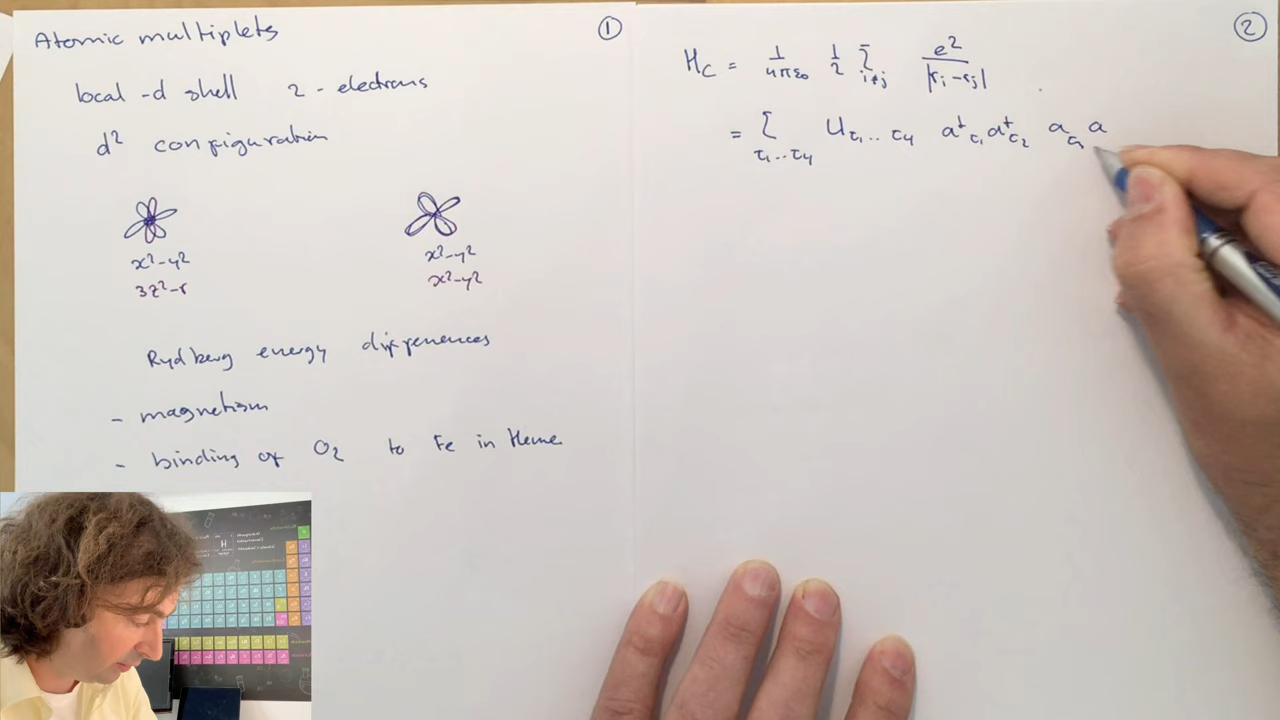 Atomic multiplets
①
local -d shell 2 - electrons
d² configuration
x²-y²
3z²-r
x²-y²
x²-y²
Rydberg energy differences
- magnetism
- binding of O₂ to Fe in Heme
②
H_C = 1/4πε₀ 1/2 Σ_{i≠j} e²/|r_i-r_j|
= Σ_{τ₁..τ₄} U_{τ₁..τ₄} a†_{τ₁} a†_{τ₂} a_{τ₃} a
H